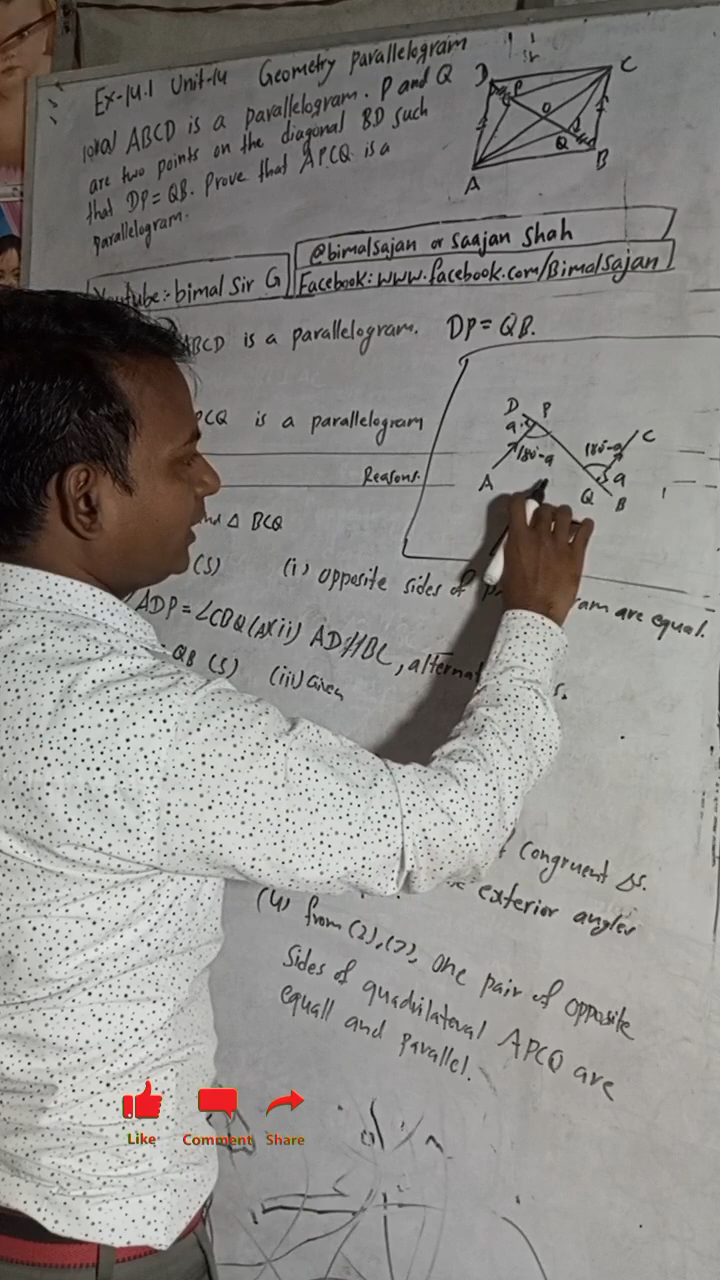 Ex-14.1 Unit-14 Geometry parallelogram
10(a) ABCD is a parallelogram. P and Q
are two points on the diagonal BD such
that DP = QB. Prove that APCQ is a
parallelogram.
D P C
O
Q B
A
@bimalsajan or Saajan Shah
Youtube:- bimal Sir G
Facebook: www.facebook.com/BimalSajan
ABCD is a parallelogram. DP = QB.
PCQ is a parallelogram
Reasons.
D P
a
180-a
A
180-a C
a
Q B
and Δ BCQ
(S) (i) opposite sides of
are equal.
ADP = ∠CBQ (A) (ii) AD//BC,
QB (S) (iii) Given
congruent Δs.
exterior angles
(4) from (2), (3), one pair of opposite
sides of quadrilateral APCQ are
equall and parallel.
Like Comment Share